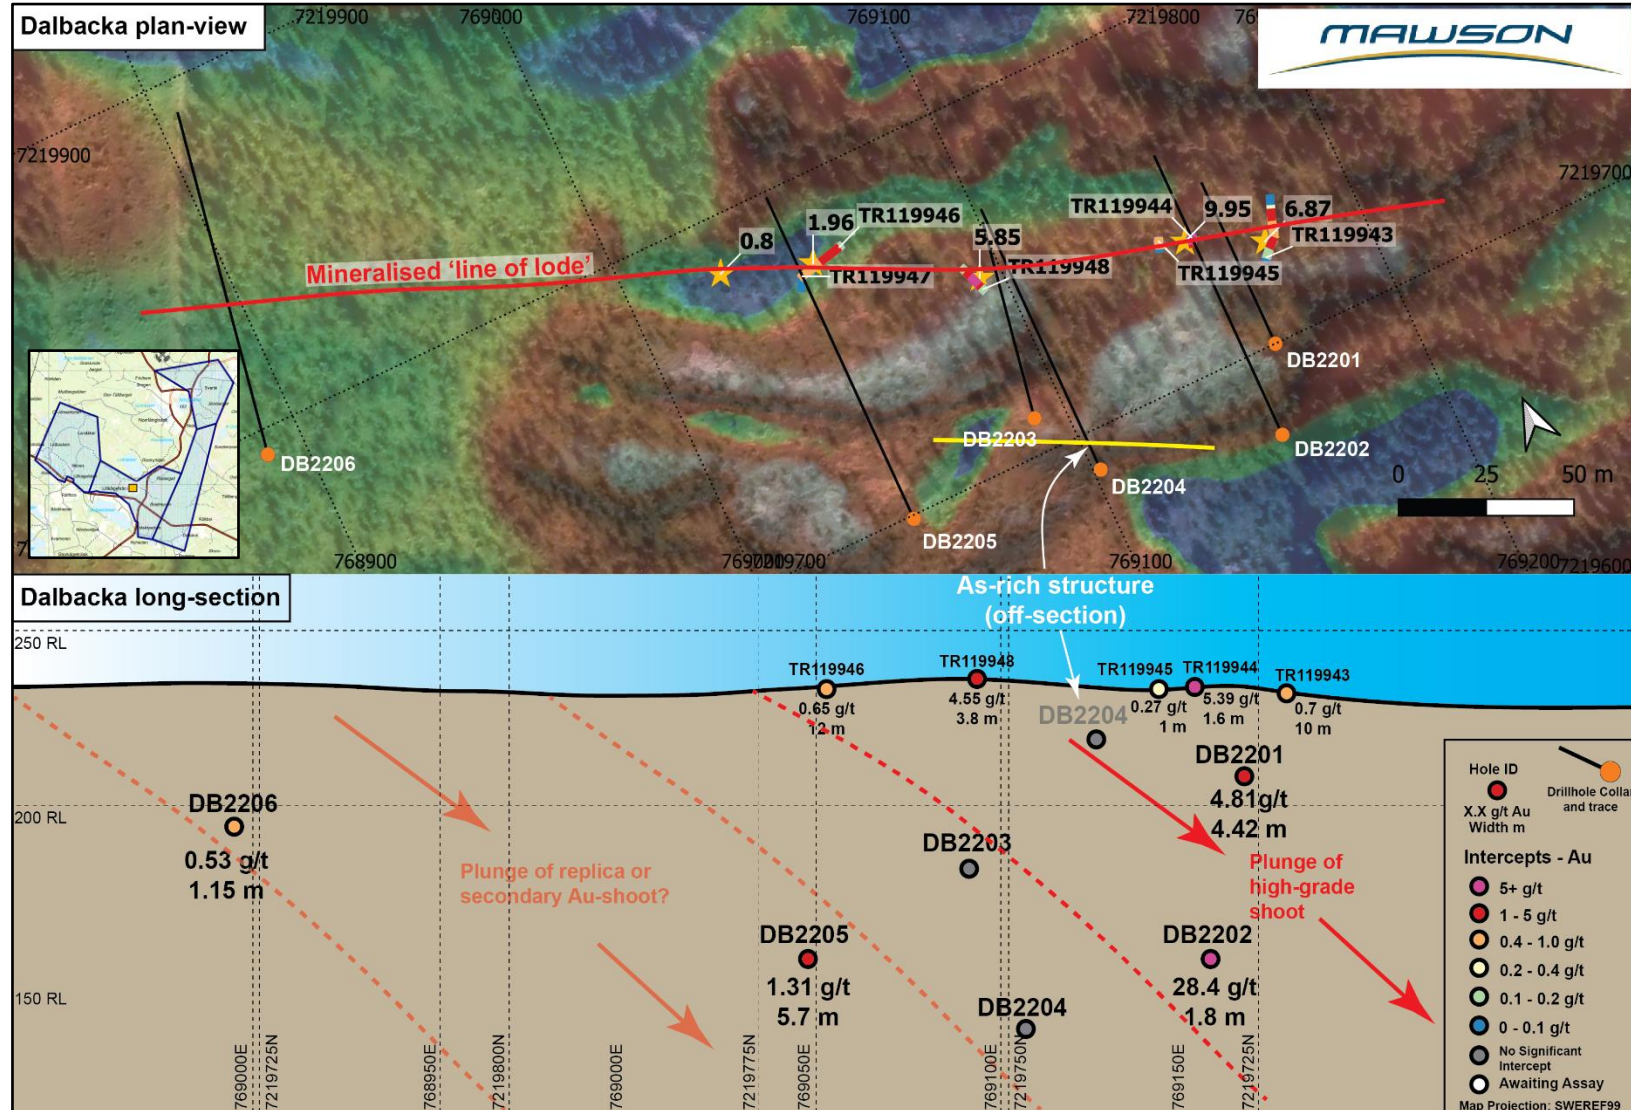 Dalbacka plan-view
7219900
769000
769100
7219800
MAWSON
7219900
7219700
TR119946
1.96
0.8
TR119947
5.85
TR119948
TR119944
9.95
6.87
TR119943
TR119945
Mineralised 'line of lode'
DB2201
DB2206
DB2203
DB2202
DB2204
DB2205
0 25 50 m
768900
7219700
769100
769200
7219600
Dalbacka long-section
As-rich structure
(off-section)
250 RL
TR119946
0.65 g/t
12 m
TR119948
4.55 g/t
3.8 m
TR119945
0.27 g/t
1 m
TR119944
5.39 g/t
1.6 m
TR119943
0.7 g/t
10 m
DB2204
DB2201
4.81g/t
4.42 m
200 RL
DB2206
0.53 g/t
1.15 m
DB2203
Plunge of replica or
secondary Au-shoot?
Plunge of
high-grade
shoot
DB2205
1.31 g/t
5.7 m
DB2202
28.4 g/t
1.8 m
150 RL
DB2204
769000E
7219725N
768950E
7219800N
769000E
7219775N
769050E
769100E
7219750N
769150E
7219725N
Hole ID
X.X g/t Au
Width m
Drillhole Collar
and trace
Intercepts - Au
5+ g/t
1 - 5 g/t
0.4 - 1.0 g/t
0.2 - 0.4 g/t
0.1 - 0.2 g/t
0 - 0.1 g/t
No Significant
Intercept
Awaiting Assay
Map Projection: SWEREF99